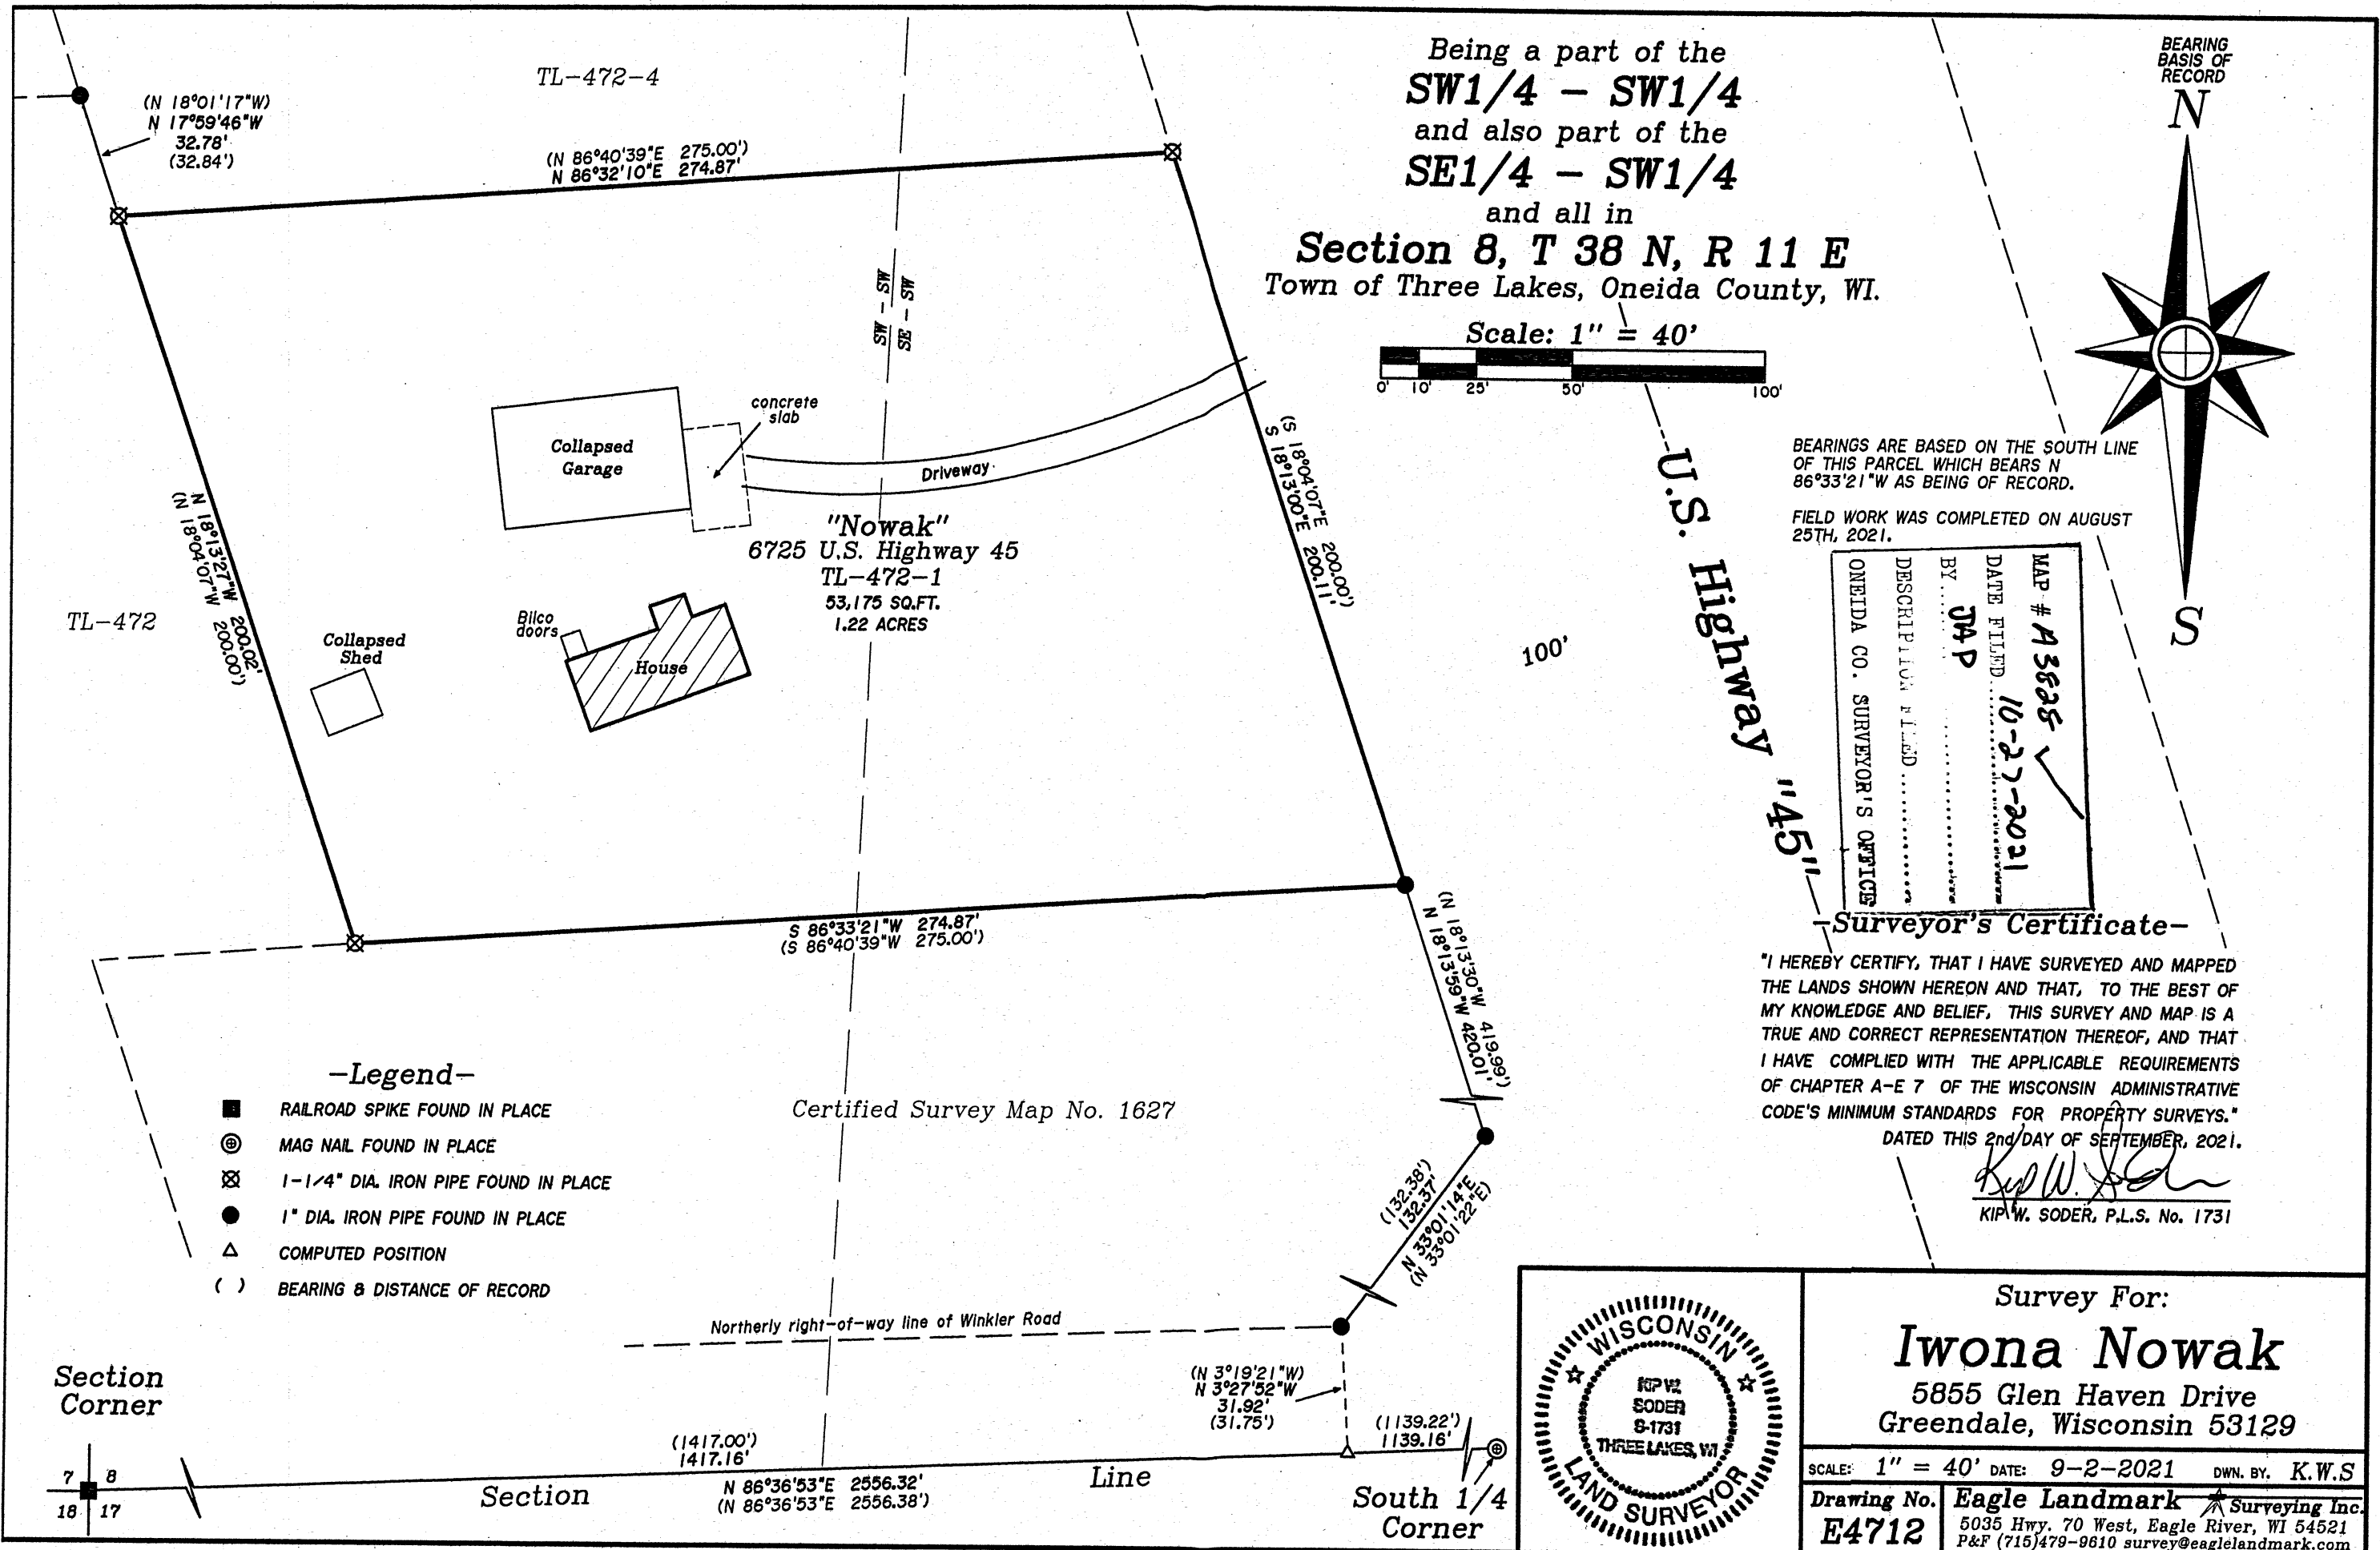 TL-472-4
(N 18°01'17"W)
N 17°59'46"W
32.78'
(32.84')
(N 86°40'39"E 275.00')
N 86°32'10"E 274.87'
SW - SW
SE - SW
Being a part of the
SW1/4 - SW1/4
and also part of the
SE1/4 - SW1/4
and all in
Section 8, T 38 N, R 11 E
Town of Three Lakes, Oneida County, WI.
Scale: 1" = 40'
0' 10' 25' 50' 100'
BEARING
BASIS OF
RECORD
N
S
BEARINGS ARE BASED ON THE SOUTH LINE
OF THIS PARCEL WHICH BEARS N
86°33'21"W AS BEING OF RECORD.
FIELD WORK WAS COMPLETED ON AUGUST
25TH, 2021.
MAP # A3825
DATE FILED 10-27-2021
BY JAP
DESCRIPTION FILED
ONEIDA CO. SURVEYOR'S OFFICE
concrete
slab
Collapsed
Garage
Driveway
"Nowak"
6725 U.S. Highway 45
TL-472-1
53,175 SQ.FT.
1.22 ACRES
Bilco
doors
House
Collapsed
Shed
TL-472
N 18°13'27"W 200.02'
(N 18°04'07"W 200.00')
(S 18°04'07"E 200.00')
S 18°13'00"E 200.11'
100'
U.S. Highway "45"
S 86°33'21"W 274.87'
(S 86°40'39"W 275.00')
(N 18°13'30"W 419.99')
N 18°13'59"W 420.01'
-Surveyor's Certificate-
"I HEREBY CERTIFY, THAT I HAVE SURVEYED AND MAPPED
THE LANDS SHOWN HEREON AND THAT, TO THE BEST OF
MY KNOWLEDGE AND BELIEF, THIS SURVEY AND MAP IS A
TRUE AND CORRECT REPRESENTATION THEREOF, AND THAT
I HAVE COMPLIED WITH THE APPLICABLE REQUIREMENTS
OF CHAPTER A-E 7 OF THE WISCONSIN ADMINISTRATIVE
CODE'S MINIMUM STANDARDS FOR PROPERTY SURVEYS."
DATED THIS 2nd DAY OF SEPTEMBER, 2021.
Kip W. Soder
KIP W. SODER, P.L.S. No. 1731
-Legend-
RAILROAD SPIKE FOUND IN PLACE
MAG NAIL FOUND IN PLACE
1-1/4" DIA. IRON PIPE FOUND IN PLACE
1" DIA. IRON PIPE FOUND IN PLACE
COMPUTED POSITION
( ) BEARING & DISTANCE OF RECORD
Certified Survey Map No. 1627
(132.38')
132.37'
N 33°01'14"E
(N 33°01'22"E)
Northerly right-of-way line of Winkler Road
(N 3°19'21"W)
N 3°27'52"W
31.92'
(31.75')
(1139.22')
1139.16'
Section
Corner
7 8
18 17
(1417.00')
1417.16'
N 86°36'53"E 2556.32'
(N 86°36'53"E 2556.38')
Section Line
South 1/4
Corner
WISCONSIN
KIP W.
SODER
S-1731
THREE LAKES, WI
LAND SURVEYOR
Survey For:
Iwona Nowak
5855 Glen Haven Drive
Greendale, Wisconsin 53129
SCALE: 1" = 40' DATE: 9-2-2021 DWN. BY. K.W.S
Drawing No.
E4712
Eagle Landmark Surveying Inc.
5035 Hwy. 70 West, Eagle River, WI 54521
P&F (715)479-9610 survey@eaglelandmark.com